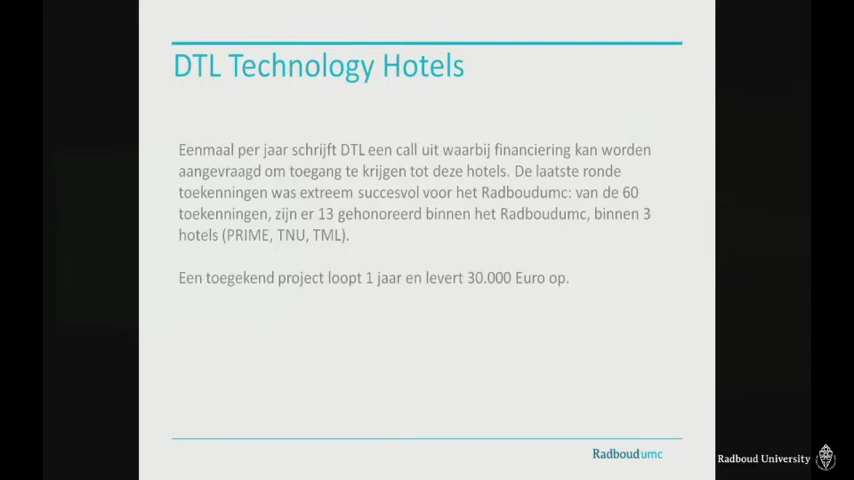 DTL Technology Hotels
Eenmaal per jaar schrijft DTL een call uit waarbij financiering kan worden
aangevraagd om toegang te krijgen tot deze hotels. De laatste ronde
toekenningen was extreem succesvol voor het Radboudumc: van de 60
toekenningen, zijn er 13 gehonoreerd binnen het Radboudumc, binnen 3
hotels (PRIME, TNU, TML).
Een toegekend project loopt 1 jaar en levert 30.000 Euro op.
Radboudumc
Radboud University